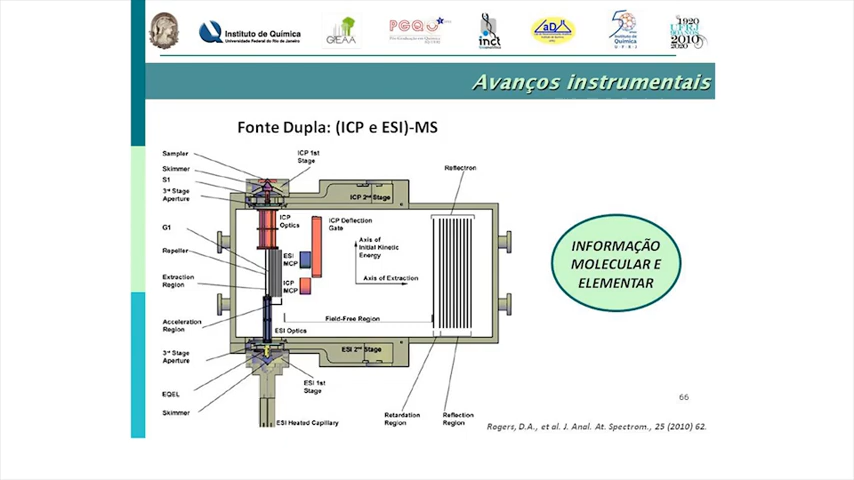 Instituto de Química
Universidade Federal do Rio de Janeiro
GIEAA
PGQu
inct
LaDA
Instituto de
Química
UFRJ
1920
UFRJ
2010
2020
Avanços instrumentais
Fonte Dupla: (ICP e ESI)-MS
Sampler
Skimmer
S1
3rd Stage
Aperture
G1
Repeller
Extraction
Region
Acceleration
Region
3rd Stage
Aperture
EQEL
Skimmer
ICP 1st
Stage
ICP 2nd Stage
Reflectron
ICP
Optics
ICP Deflection
Gate
Axis of
Initial Kinetic
Energy
ESI
MCP
ICP
MCP
Axis of Extraction
Field-Free Region
ESI Optics
ESI 2nd Stage
ESI 1st
Stage
ESI Heated Capillary
Retardation
Region
Reflection
Region
INFORMAÇÃO
MOLECULAR E
ELEMENTAR
66
Rogers, D.A., et al. J. Anal. At. Spectrom., 25 (2010) 62.